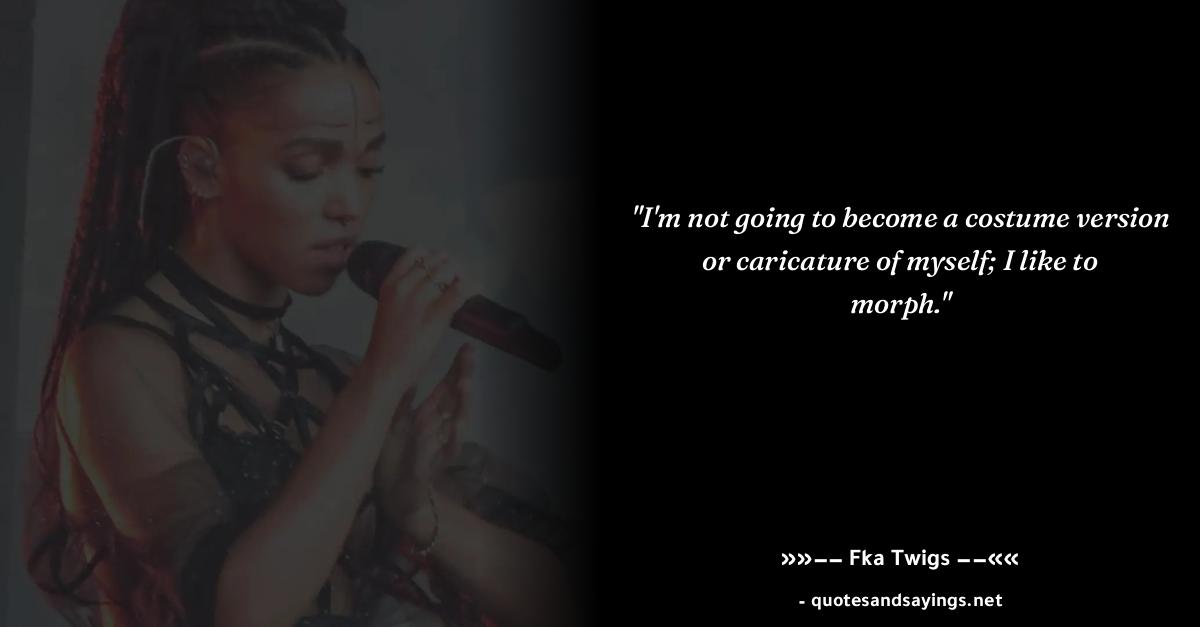 "I'm not going to become a costume version
or caricature of myself; I like to
morph."
»»−− Fka Twigs −−««
- quotesandsayings.net